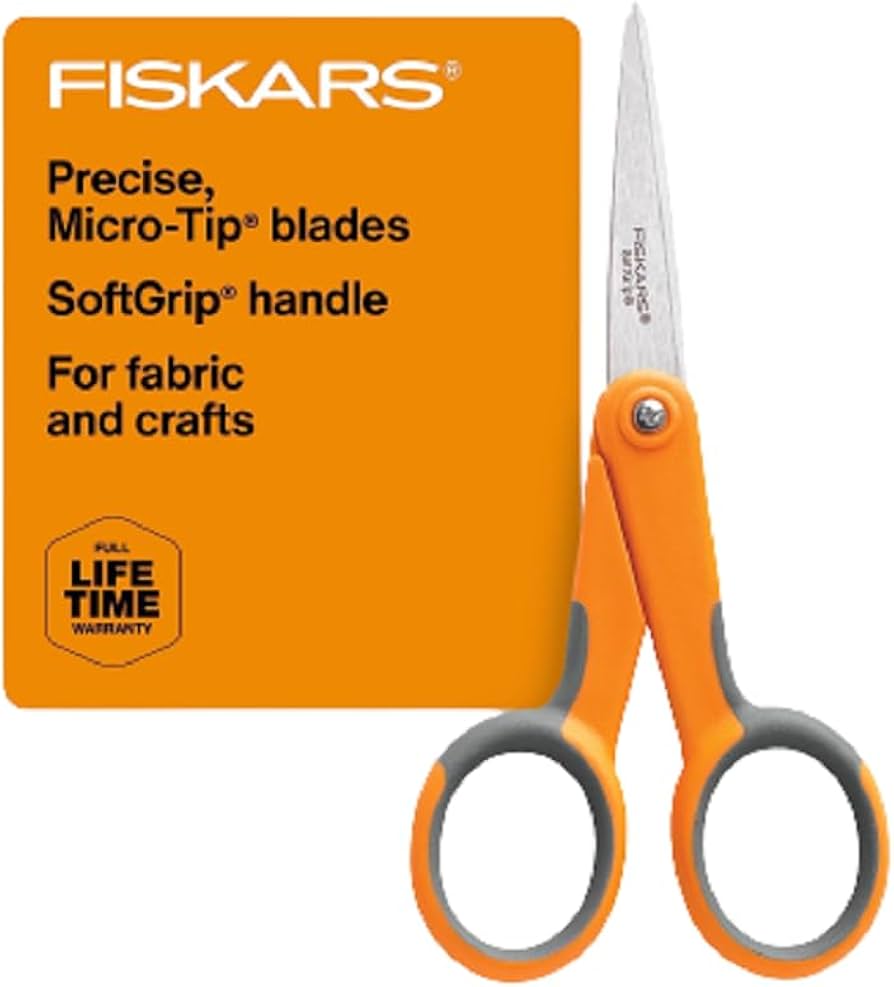 FISKARS®
Precise,
Micro-Tip® blades
SoftGrip® handle
For fabric
and crafts
FULL
LIFE
TIME
WARRANTY
FISKARS®